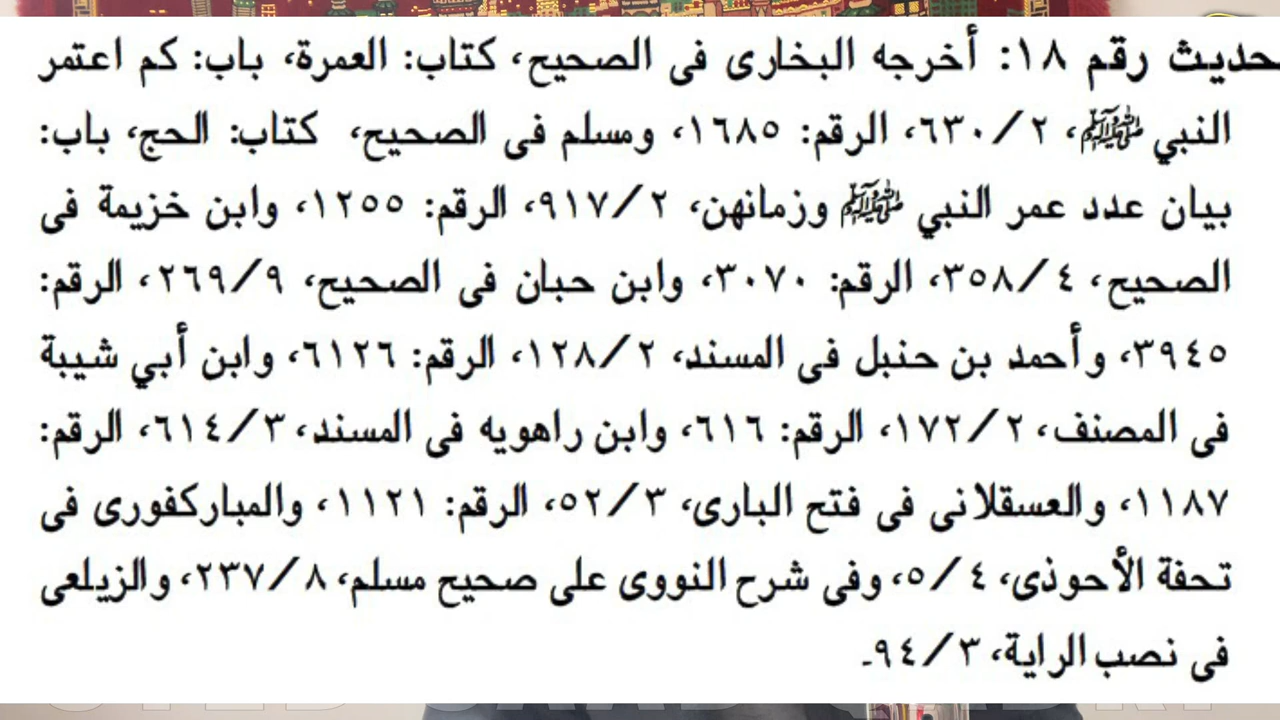 حديث رقم ١٨: أخرجه البخارى فى الصحيح، كتاب: العمرة، باب: كم اعتمر
النبي ﷺ، ٢/٦٣٠، الرقم: ١٦٨٥، ومسلم فى الصحيح، كتاب: الحج، باب:
بيان عدد عمر النبي ﷺ وزمانهن، ٢/٩١٧، الرقم: ١٢٥٥، وابن خزيمة فى
الصحيح، ٤/٣٥٨، الرقم: ٣٠٧٠، وابن حبان فى الصحيح، ٩/٢٦٩، الرقم:
٣٩٤٥، وأحمد بن حنبل فى المسند، ٢/١٢٨، الرقم: ٦١٢٦، وابن أبي شيبة
فى المصنف، ٢/١٧٢، الرقم: ٦١٦، وابن راهويه فى المسند، ٣/٦١٤، الرقم:
١١٨٧، والعسقلانى فى فتح البارى، ٣/٥٢، الرقم: ١١٢١، والمباركفورى فى
تحفة الأحوذى، ٤/٥، وفى شرح النووى على صحيح مسلم، ٨/٢٣٧، والزيلعى
فى نصب الراية، ٣/٩٤-